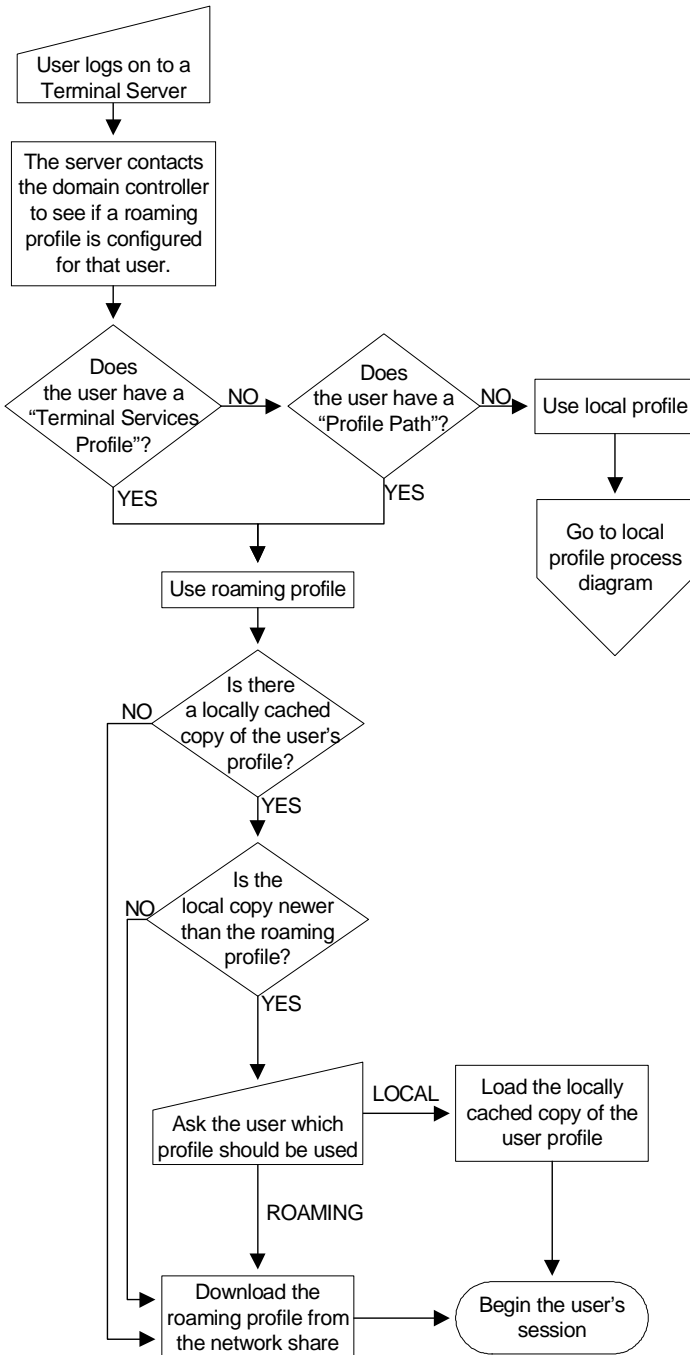 User logs on to a
Terminal Server
The server contacts
the domain controller
to see if a roaming
profile is configured
for that user.
Does
the user have a
“Terminal Services
Profile”?
NO
YES
Does
the user have a
“Profile Path”?
NO
YES
Use local profile
Go to local
profile process
diagram
Use roaming profile
Is there
a locally cached
copy of the user’s
profile?
NO
YES
Is the
local copy newer
than the roaming
profile?
NO
YES
Ask the user which
profile should be used
LOCAL
Load the locally
cached copy of the
user profile
ROAMING
Download the
roaming profile from
the network share
Begin the user’s
session